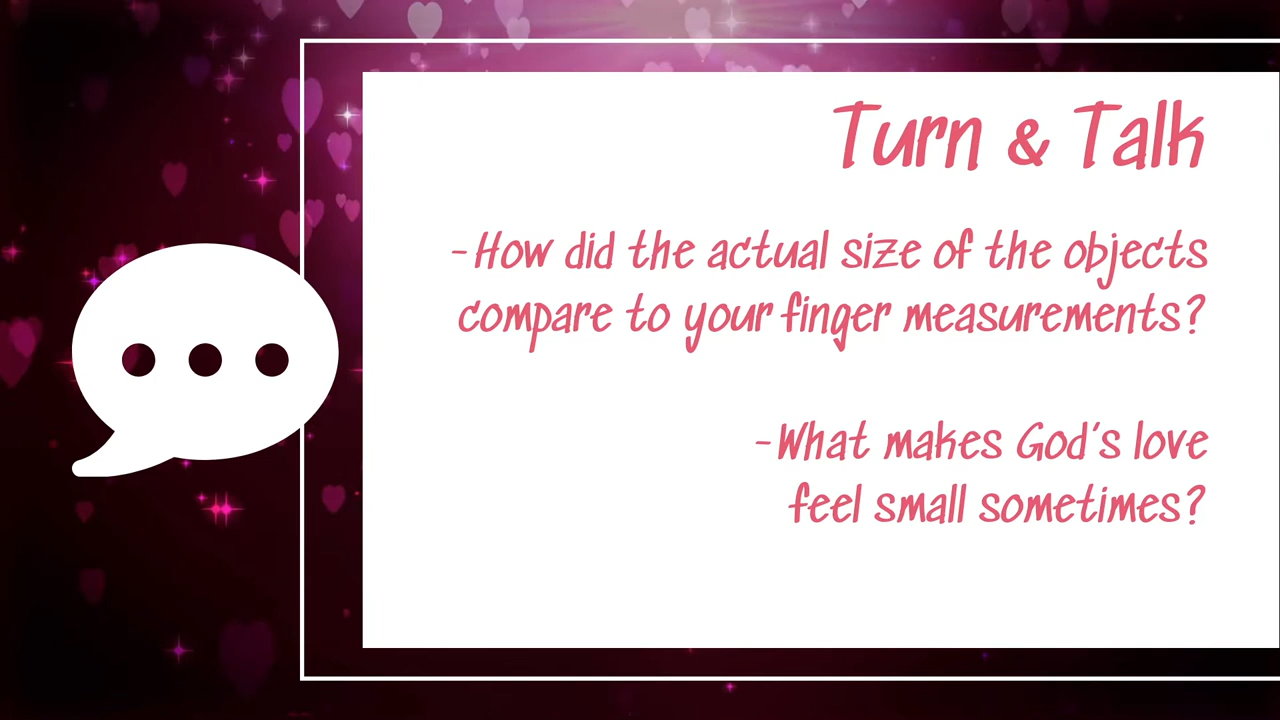 Turn & Talk
-How did the actual size of the objects
compare to your finger measurements?
-What makes God's love
feel small sometimes?